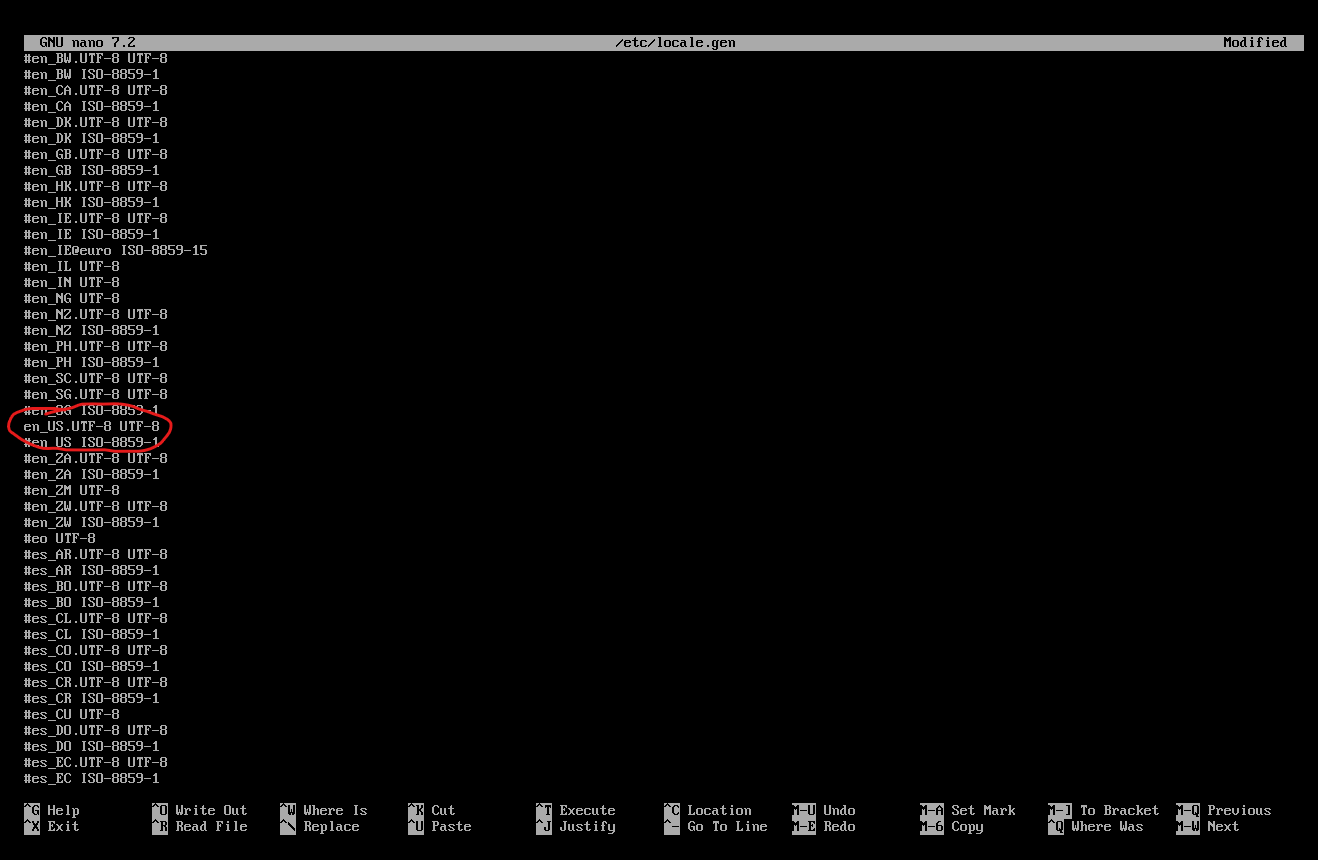 GNU nano 7.2 /etc/locale.gen Modified
#en_BW.UTF-8 UTF-8
#en_BW ISO-8859-1
#en_CA.UTF-8 UTF-8
#en_CA ISO-8859-1
#en_DK.UTF-8 UTF-8
#en_DK ISO-8859-1
#en_GB.UTF-8 UTF-8
#en_GB ISO-8859-1
#en_HK.UTF-8 UTF-8
#en_HK ISO-8859-1
#en_IE.UTF-8 UTF-8
#en_IE ISO-8859-1
#en_IE@euro ISO-8859-15
#en_IL UTF-8
#en_IN UTF-8
#en_NG UTF-8
#en_NZ.UTF-8 UTF-8
#en_NZ ISO-8859-1
#en_PH.UTF-8 UTF-8
#en_PH ISO-8859-1
#en_SC.UTF-8 UTF-8
#en_SG.UTF-8 UTF-8
#en_SG ISO-8859-1
en_US.UTF-8 UTF-8
#en_US ISO-8859-1
#en_ZA.UTF-8 UTF-8
#en_ZA ISO-8859-1
#en_ZM UTF-8
#en_ZW.UTF-8 UTF-8
#en_ZW ISO-8859-1
#eo UTF-8
#es_AR.UTF-8 UTF-8
#es_AR ISO-8859-1
#es_BO.UTF-8 UTF-8
#es_BO ISO-8859-1
#es_CL.UTF-8 UTF-8
#es_CL ISO-8859-1
#es_CO.UTF-8 UTF-8
#es_CO ISO-8859-1
#es_CR.UTF-8 UTF-8
#es_CR ISO-8859-1
#es_CU UTF-8
#es_DO.UTF-8 UTF-8
#es_DO ISO-8859-1
#es_EC.UTF-8 UTF-8
#es_EC ISO-8859-1
^G Help ^O Write Out ^W Where Is ^K Cut ^T Execute ^C Location M-U Undo M-A Set Mark M-] To Bracket M-Q Previous
^X Exit ^R Read File ^\ Replace ^U Paste ^J Justify ^- Go To Line M-E Redo M-6 Copy ^Q Where Was M-W Next